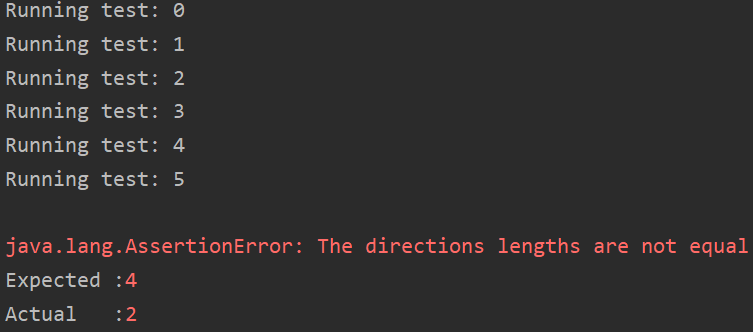 Running test: 0
Running test: 1
Running test: 2
Running test: 3
Running test: 4
Running test: 5
java.lang.AssertionError: The directions lengths are not equal
Expected :4
Actual   :2